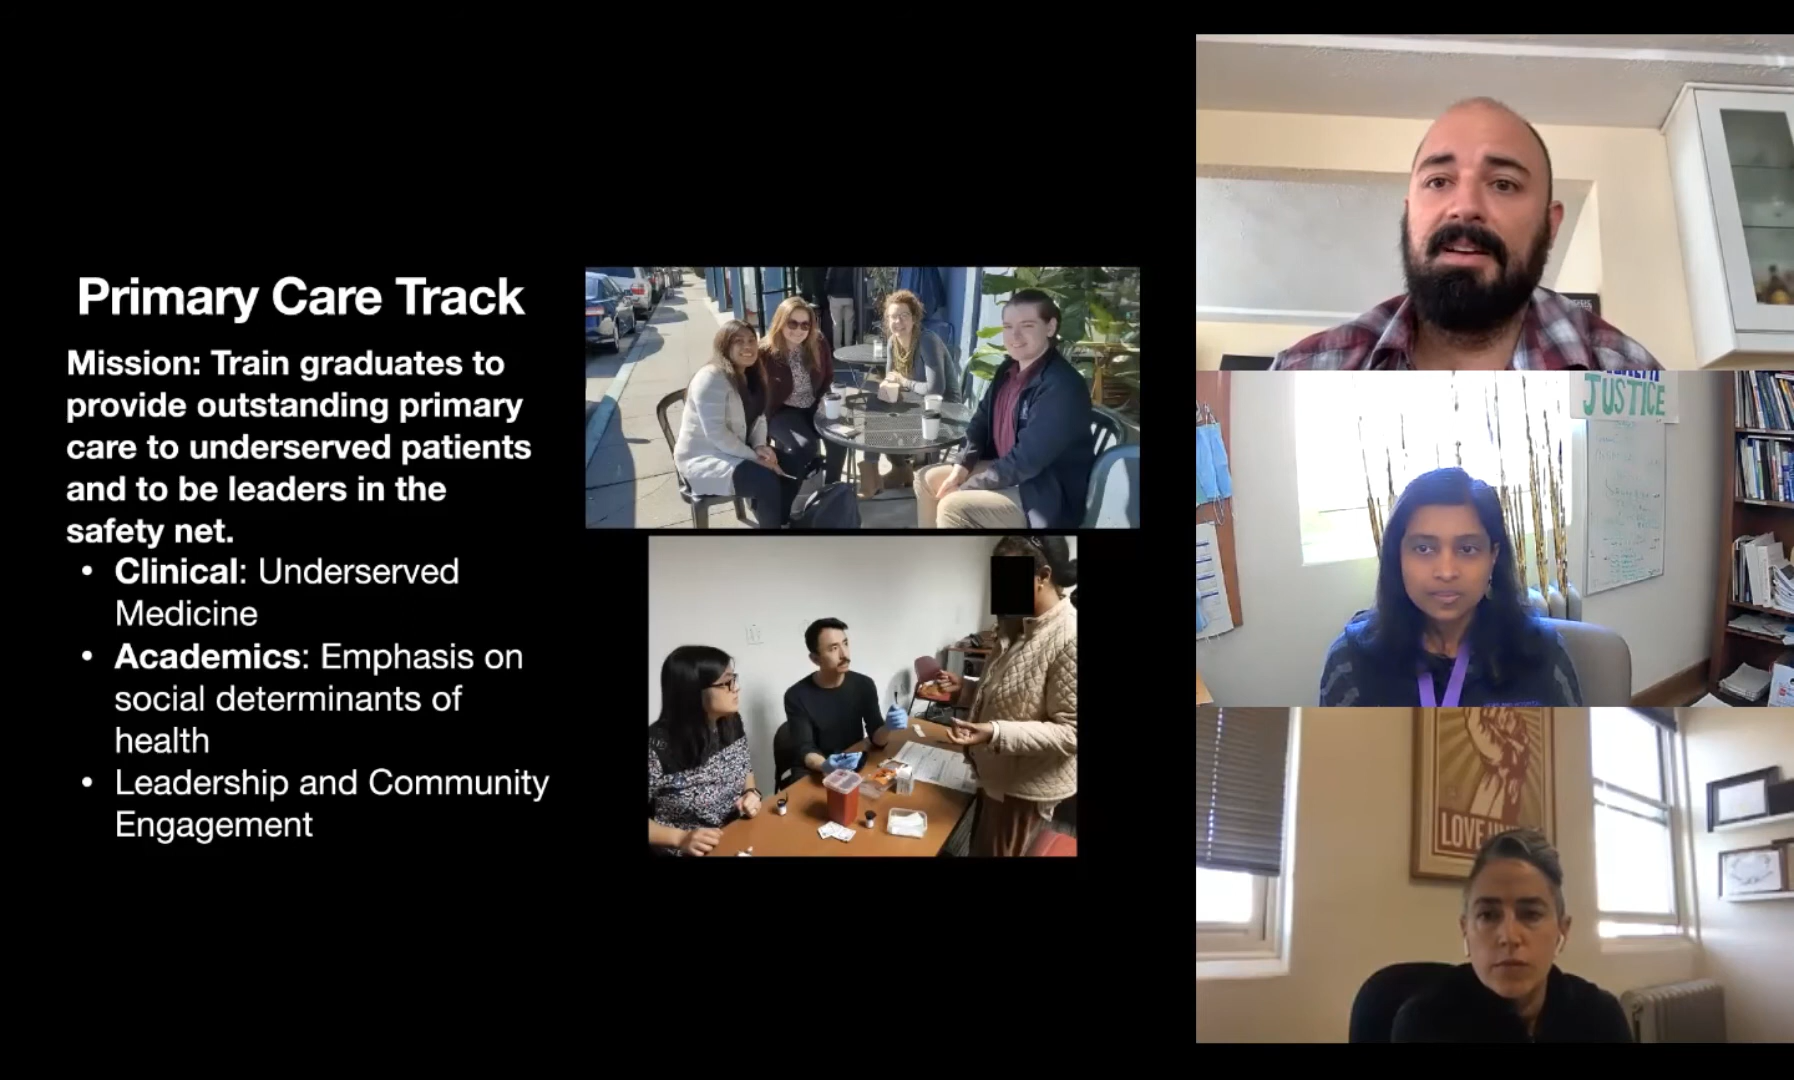 Primary Care Track
Mission: Train graduates to
provide outstanding primary
care to underserved patients
and to be leaders in the
safety net.
• Clinical: Underserved
Medicine
• Academics: Emphasis on
social determinants of
health
• Leadership and Community
Engagement
JUSTICE
LOVE